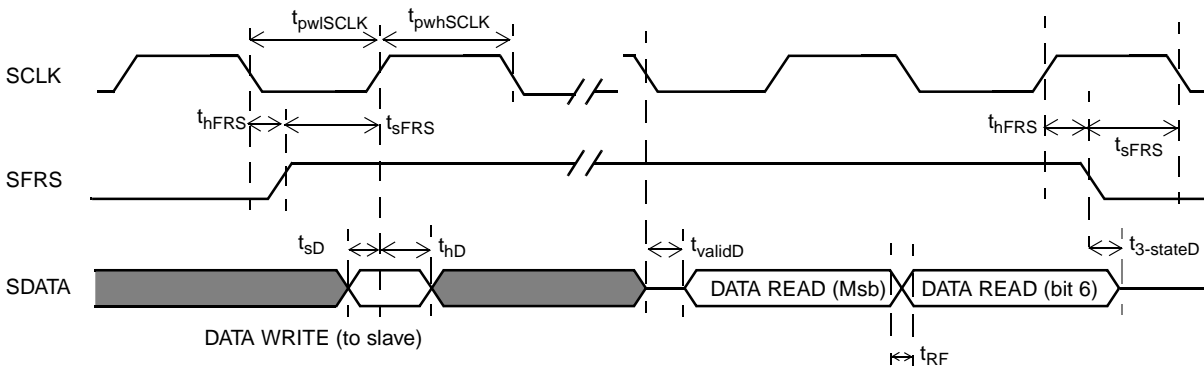 tpwlSCLK tpwhSCLK
SCLK
thFRS tsFRS thFRS tsFRS
SFRS
tsD thD tvalidD t3-stateD
SDATA DATA READ (Msb) DATA READ (bit 6)
DATA WRITE (to slave)
tRF